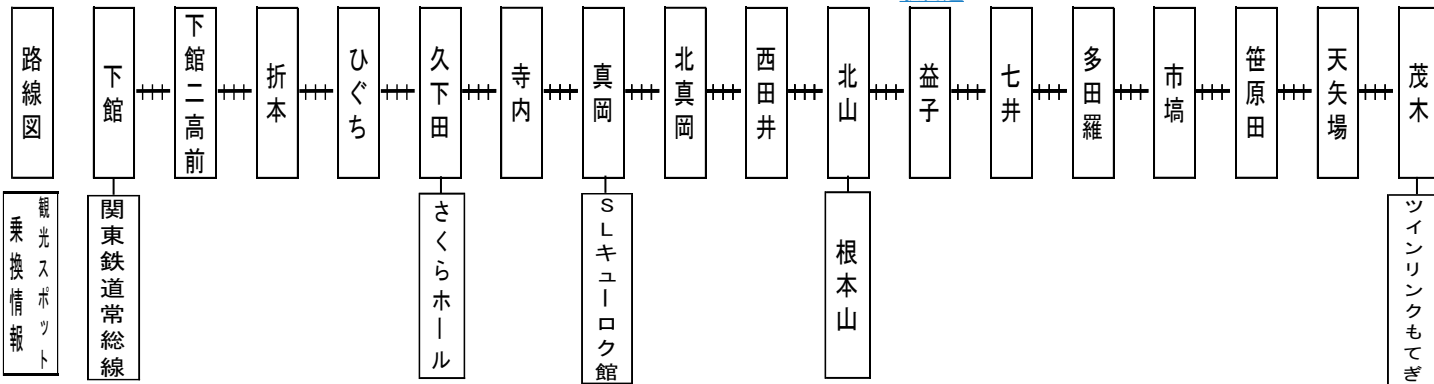 路線図
下館
下館二高前
折本
ひぐち
久下田
寺内
真岡
北真岡
西田井
北山
益子
七井
多田羅
市塙
笹原田
天矢場
茂木
観光スポット
乗換情報
関東鉄道常総線
さくらホール
SLキューロク館
根本山
ツインリンクもてぎ